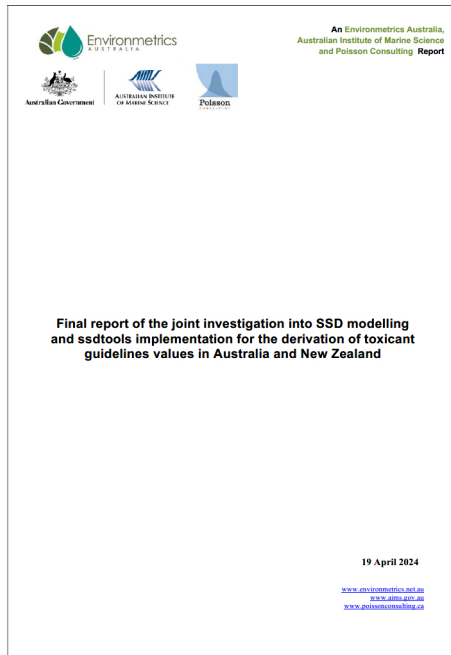 Environmetrics
AUSTRALIA
An Environmetrics Australia,
Australian Institute of Marine Science
and Poisson Consulting Report
Australian Government
AIMS
AUSTRALIAN INSTITUTE
OF MARINE SCIENCE
Poisson
CONSULTING
Final report of the joint investigation into SSD modelling
and ssdtools implementation for the derivation of toxicant
guidelines values in Australia and New Zealand
19 April 2024
www.environmetrics.net.au
www.aims.gov.au
www.poissonconsulting.ca